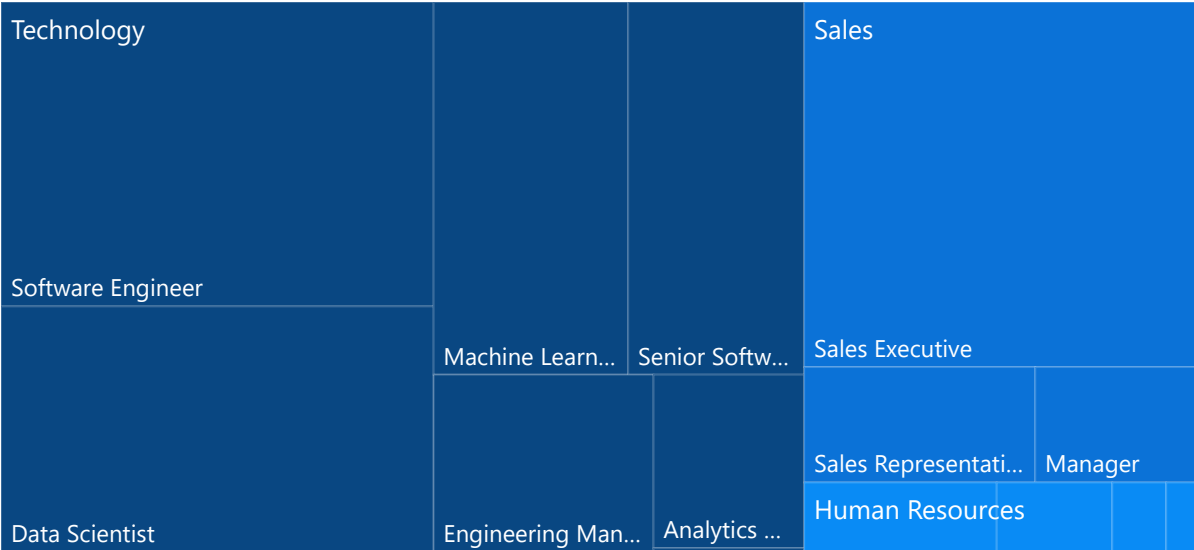 Technology
Software Engineer
Data Scientist
Machine Learn...
Senior Softw...
Engineering Man...
Analytics ...
Sales
Sales Executive
Sales Representati...
Manager
Human Resources